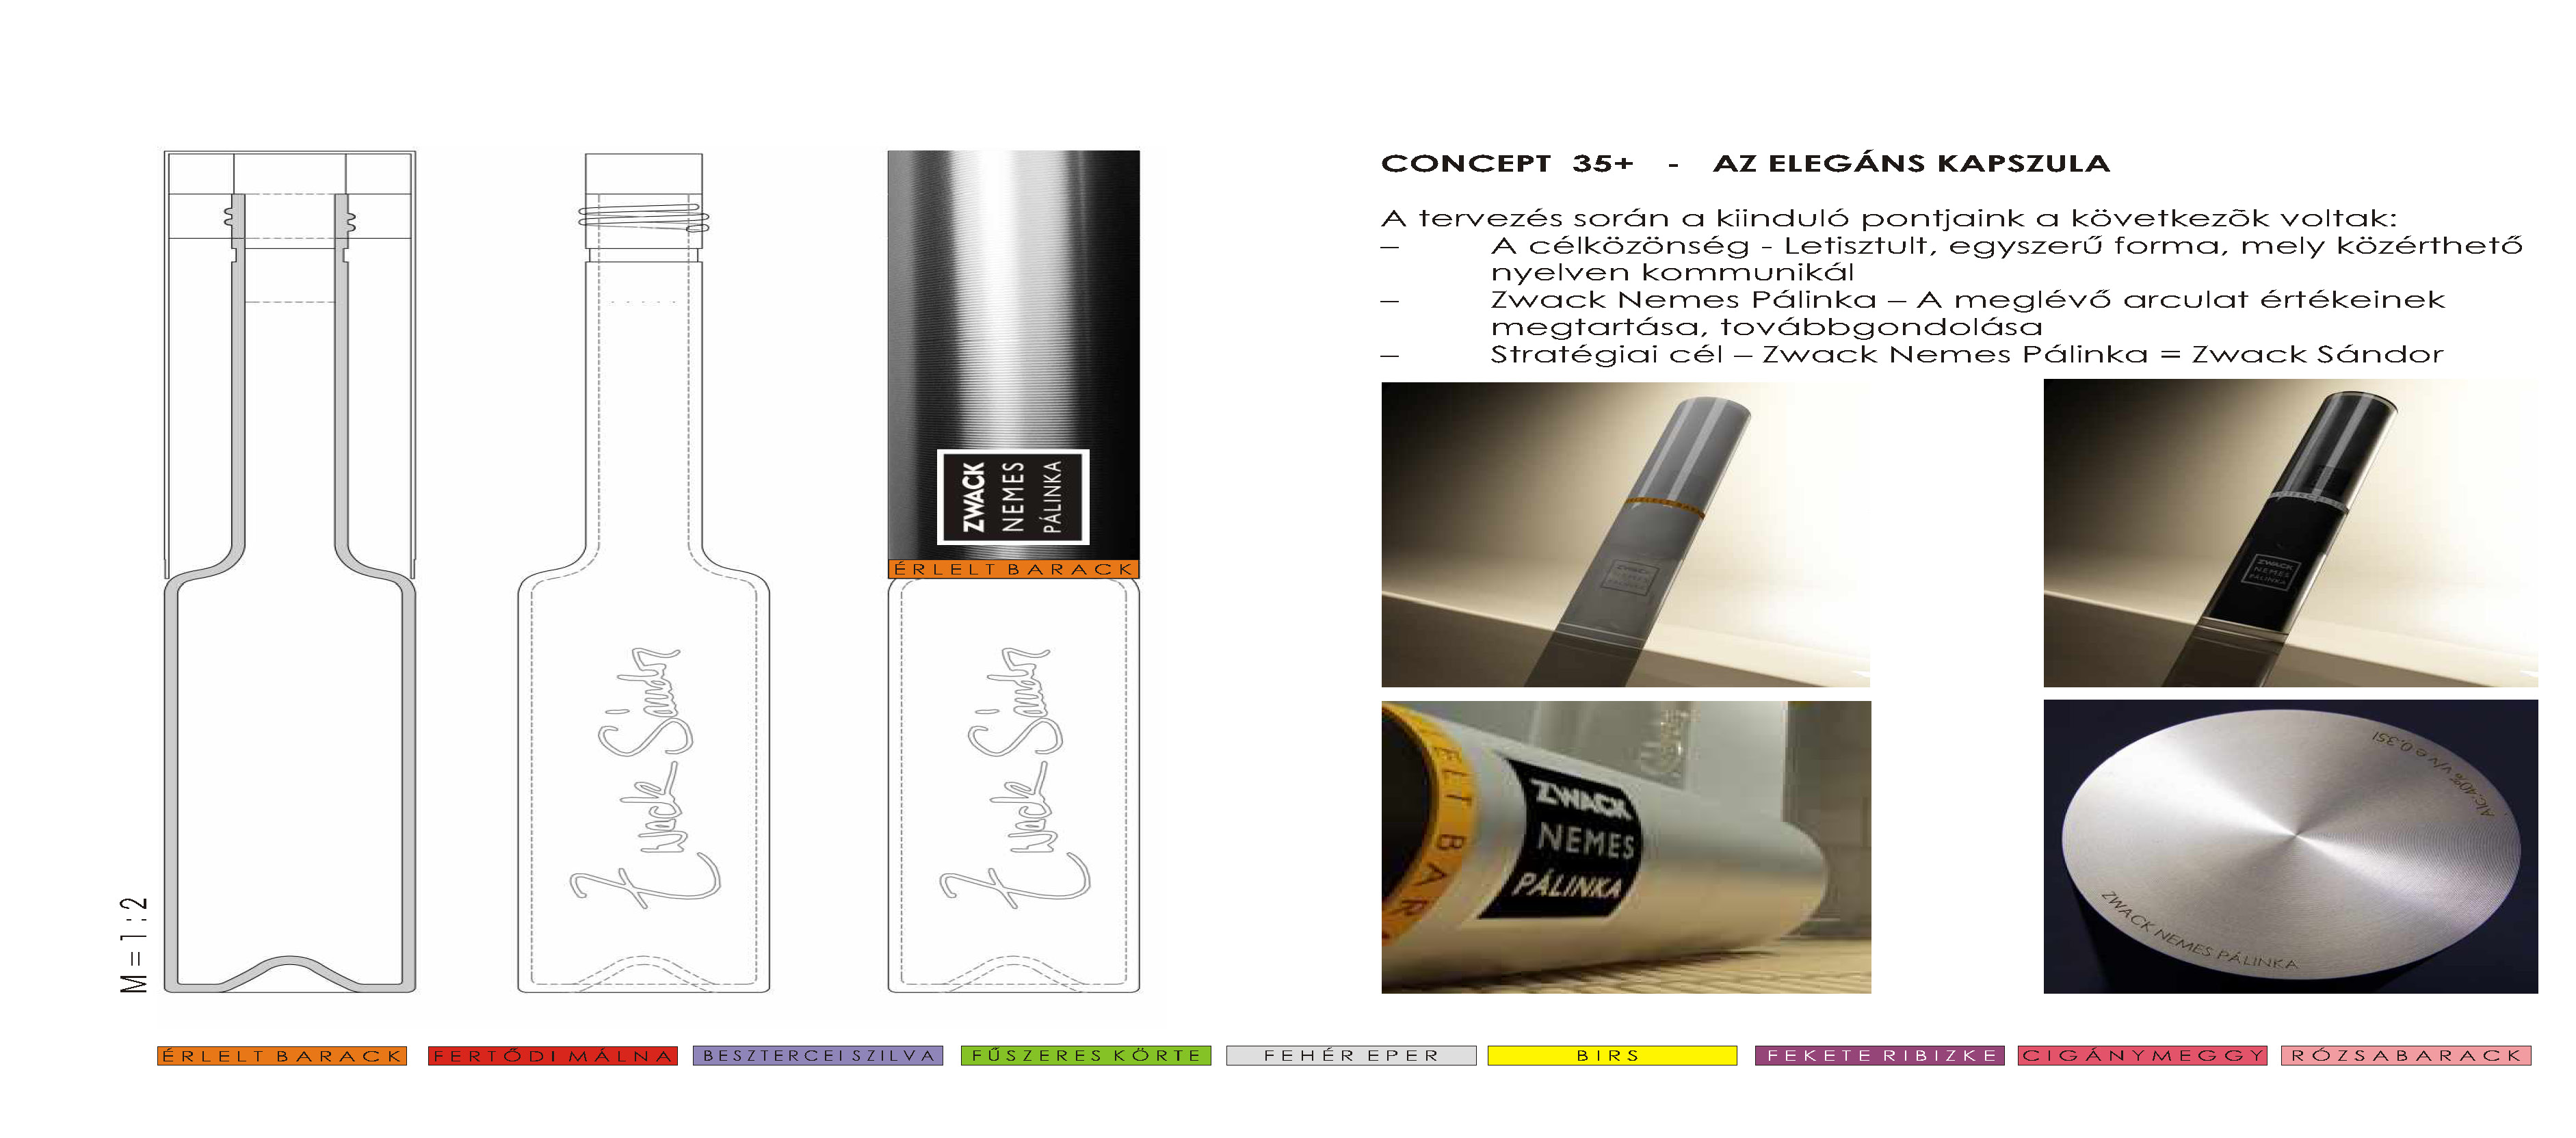 CONCEPT 35+ - AZ ELEGÁNS KAPSZULA
A tervezés során a kiinduló pontjaink a következõk voltak:
– A célközönség - Letisztult, egyszerű forma, mely közérthető
nyelven kommunikál
– Zwack Nemes Pálinka – A meglévő arculat értékeinek
megtartása, továbbgondolása
– Stratégiai cél – Zwack Nemes Pálinka = Zwack Sándor
M = 1 : 2
Zwack Sándor
ZWACK
NEMES
PÁLINKA
ÉRLELT BARACK
Zwack Sándor
ZWACK
NEMES
PÁLINKA
ZWACK
NEMES
PÁLINKA
ELT BAR
ZWACK
NEMES
PÁLINKA
Alc.40% v/v e 0,35l
ZWACK NEMES PÁLINKA
ÉRLELT BARACK
FERTŐDI MÁLNA
BESZTERCEI SZILVA
FŰSZERES KÖRTE
FEHÉR EPER
BIRS
FEKETE RIBIZKE
CIGÁNYMEGGY
RÓZSABARACK